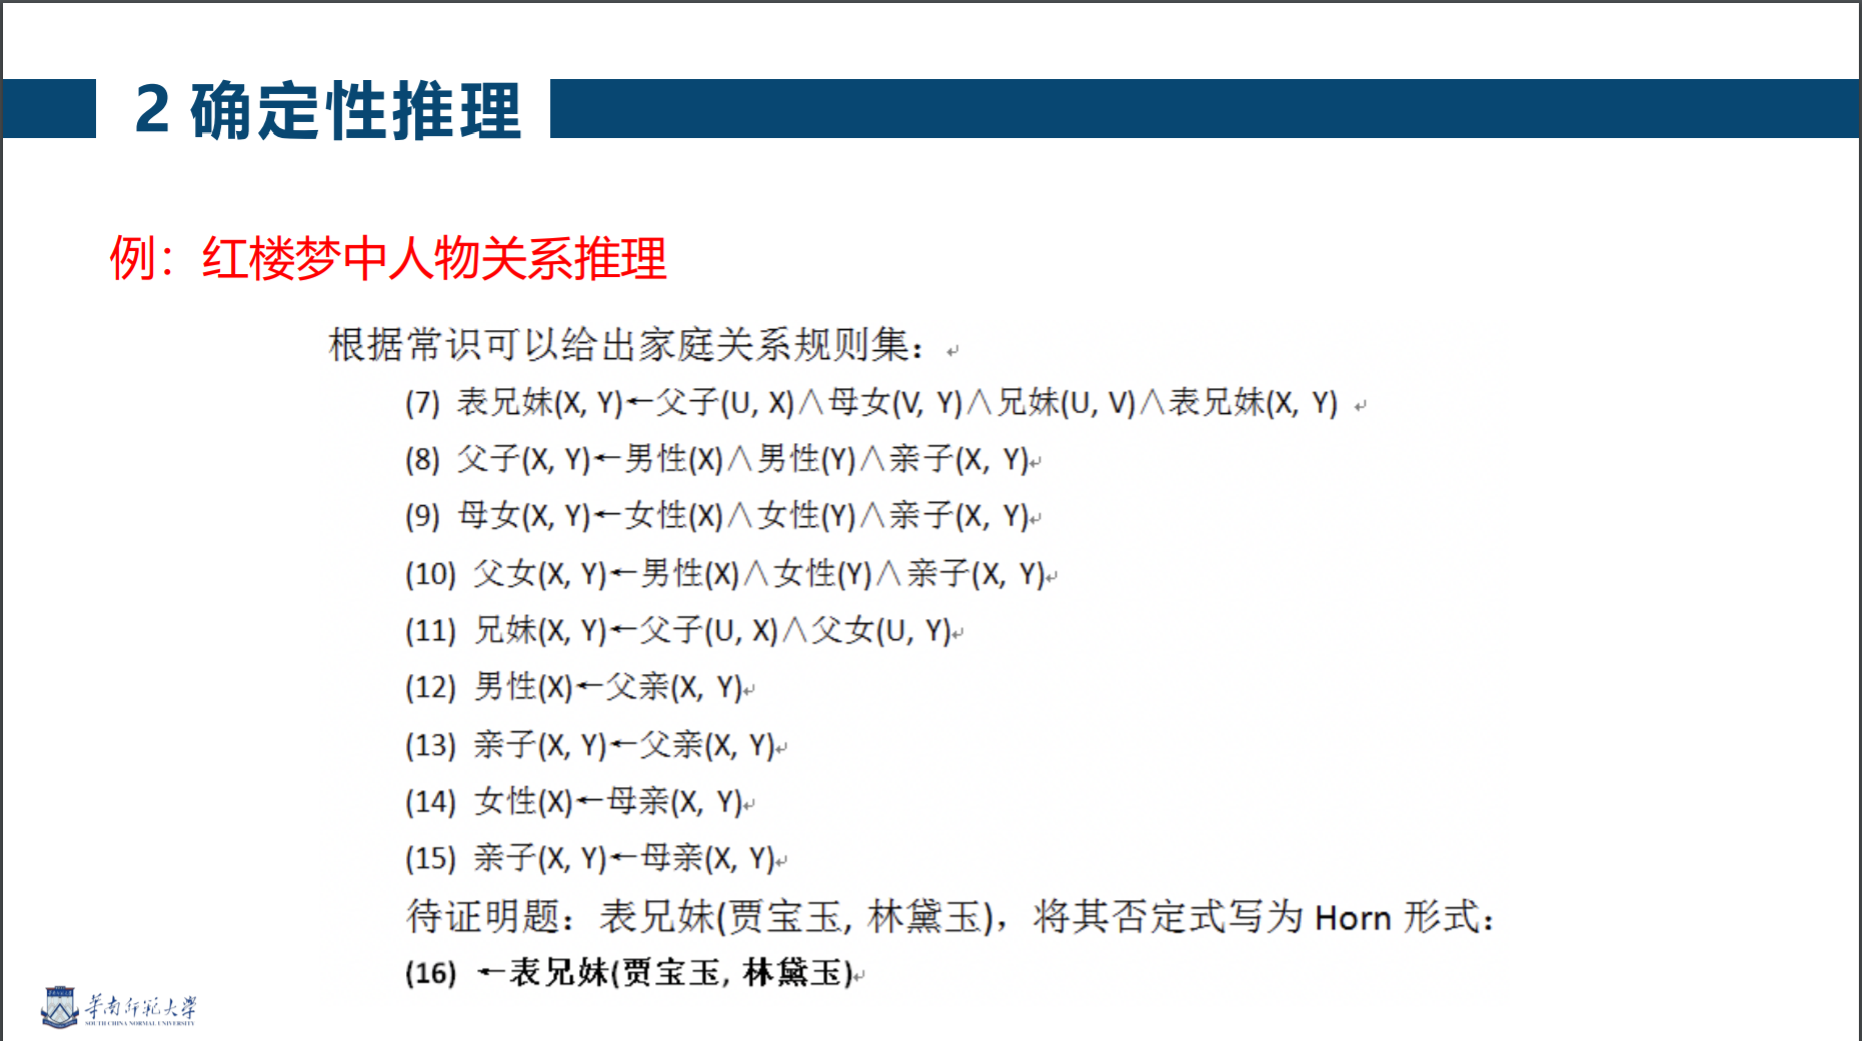 2 确定性推理
例：红楼梦中人物关系推理
根据常识可以给出家庭关系规则集：↵
(7) 表兄妹(X, Y)←父子(U, X)∧母女(V, Y)∧兄妹(U, V)∧表兄妹(X, Y) ↵
(8) 父子(X, Y)←男性(X)∧男性(Y)∧亲子(X, Y)↵
(9) 母女(X, Y)←女性(X)∧女性(Y)∧亲子(X, Y)↵
(10) 父女(X, Y)←男性(X)∧女性(Y)∧亲子(X, Y)↵
(11) 兄妹(X, Y)←父子(U, X)∧父女(U, Y)↵
(12) 男性(X)←父亲(X, Y)↵
(13) 亲子(X, Y)←父亲(X, Y)↵
(14) 女性(X)←母亲(X, Y)↵
(15) 亲子(X, Y)←母亲(X, Y)↵
待证明题：表兄妹(贾宝玉, 林黛玉)，将其否定式写为 Horn 形式：
(16) ←表兄妹(贾宝玉, 林黛玉)↵
华南师范大学
SOUTH CHINA NORMAL UNIVERSITY